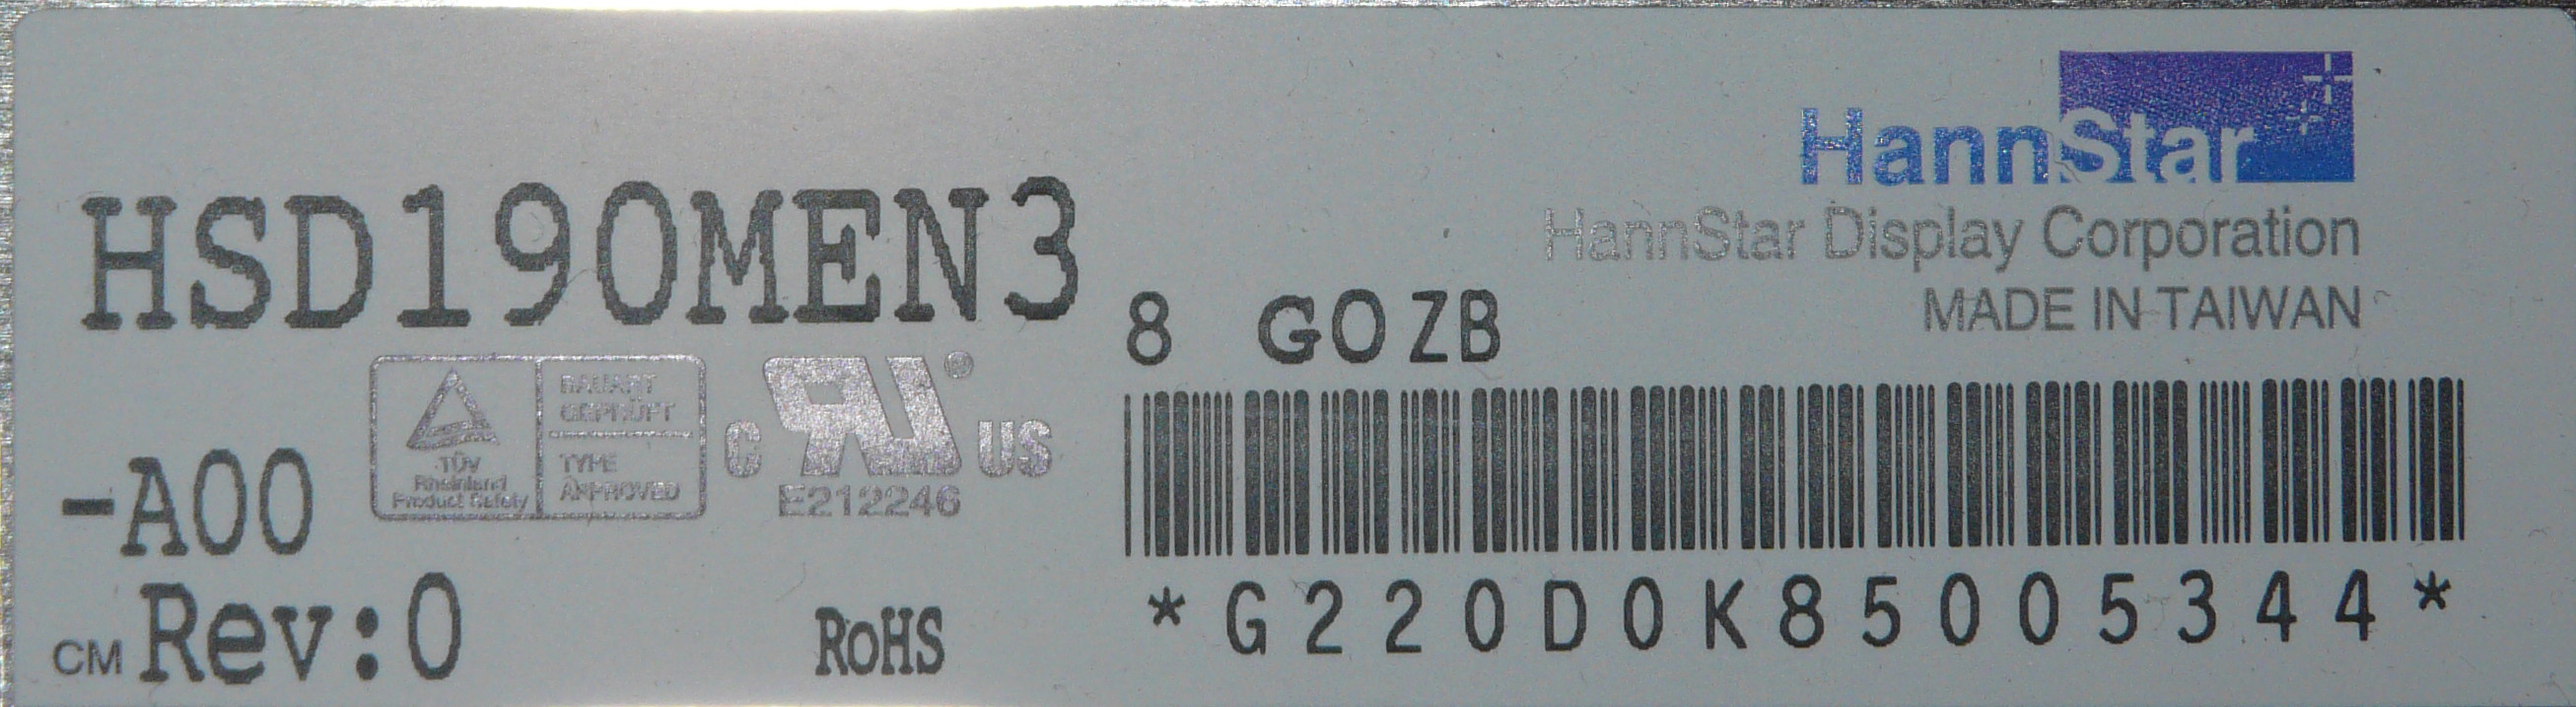 HannStar
HannStar Display Corporation
MADE IN TAIWAN
HSD190MEN3
8 GOZB
BAUART
GEPRÜFT
TÜV
Rheinland
Product Safety
TYPE
APPROVED
C UL ® US
E212246
-A00
*G220D0K85005344*
CM Rev:0
RoHS